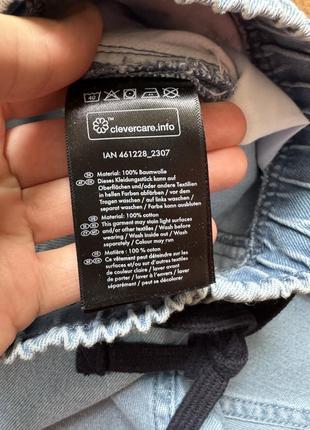 40
clevercare.info
IAN 461228_2307
Material: 100% Baumwolle
Dieses Kleidungsstück kann auf
Oberflächen und/oder andere Textilien
in hellen Farben abfärben / vor dem
Tragen waschen / auf links waschen /
separat waschen / Farbe kann ausbluten
Material: 100% cotton
This garment may stain light surfaces
and/or other textiles / Wash before
wearing / Wash inside out / Wash
separately / Colour may run
Matière : 100% coton
Ce vêtement peut déteindre sur les
surfaces et/ou sur d'autres textiles
de couleur claire / laver avant
de porter / laver à l'envers / laver
séparément / peut se décolorer